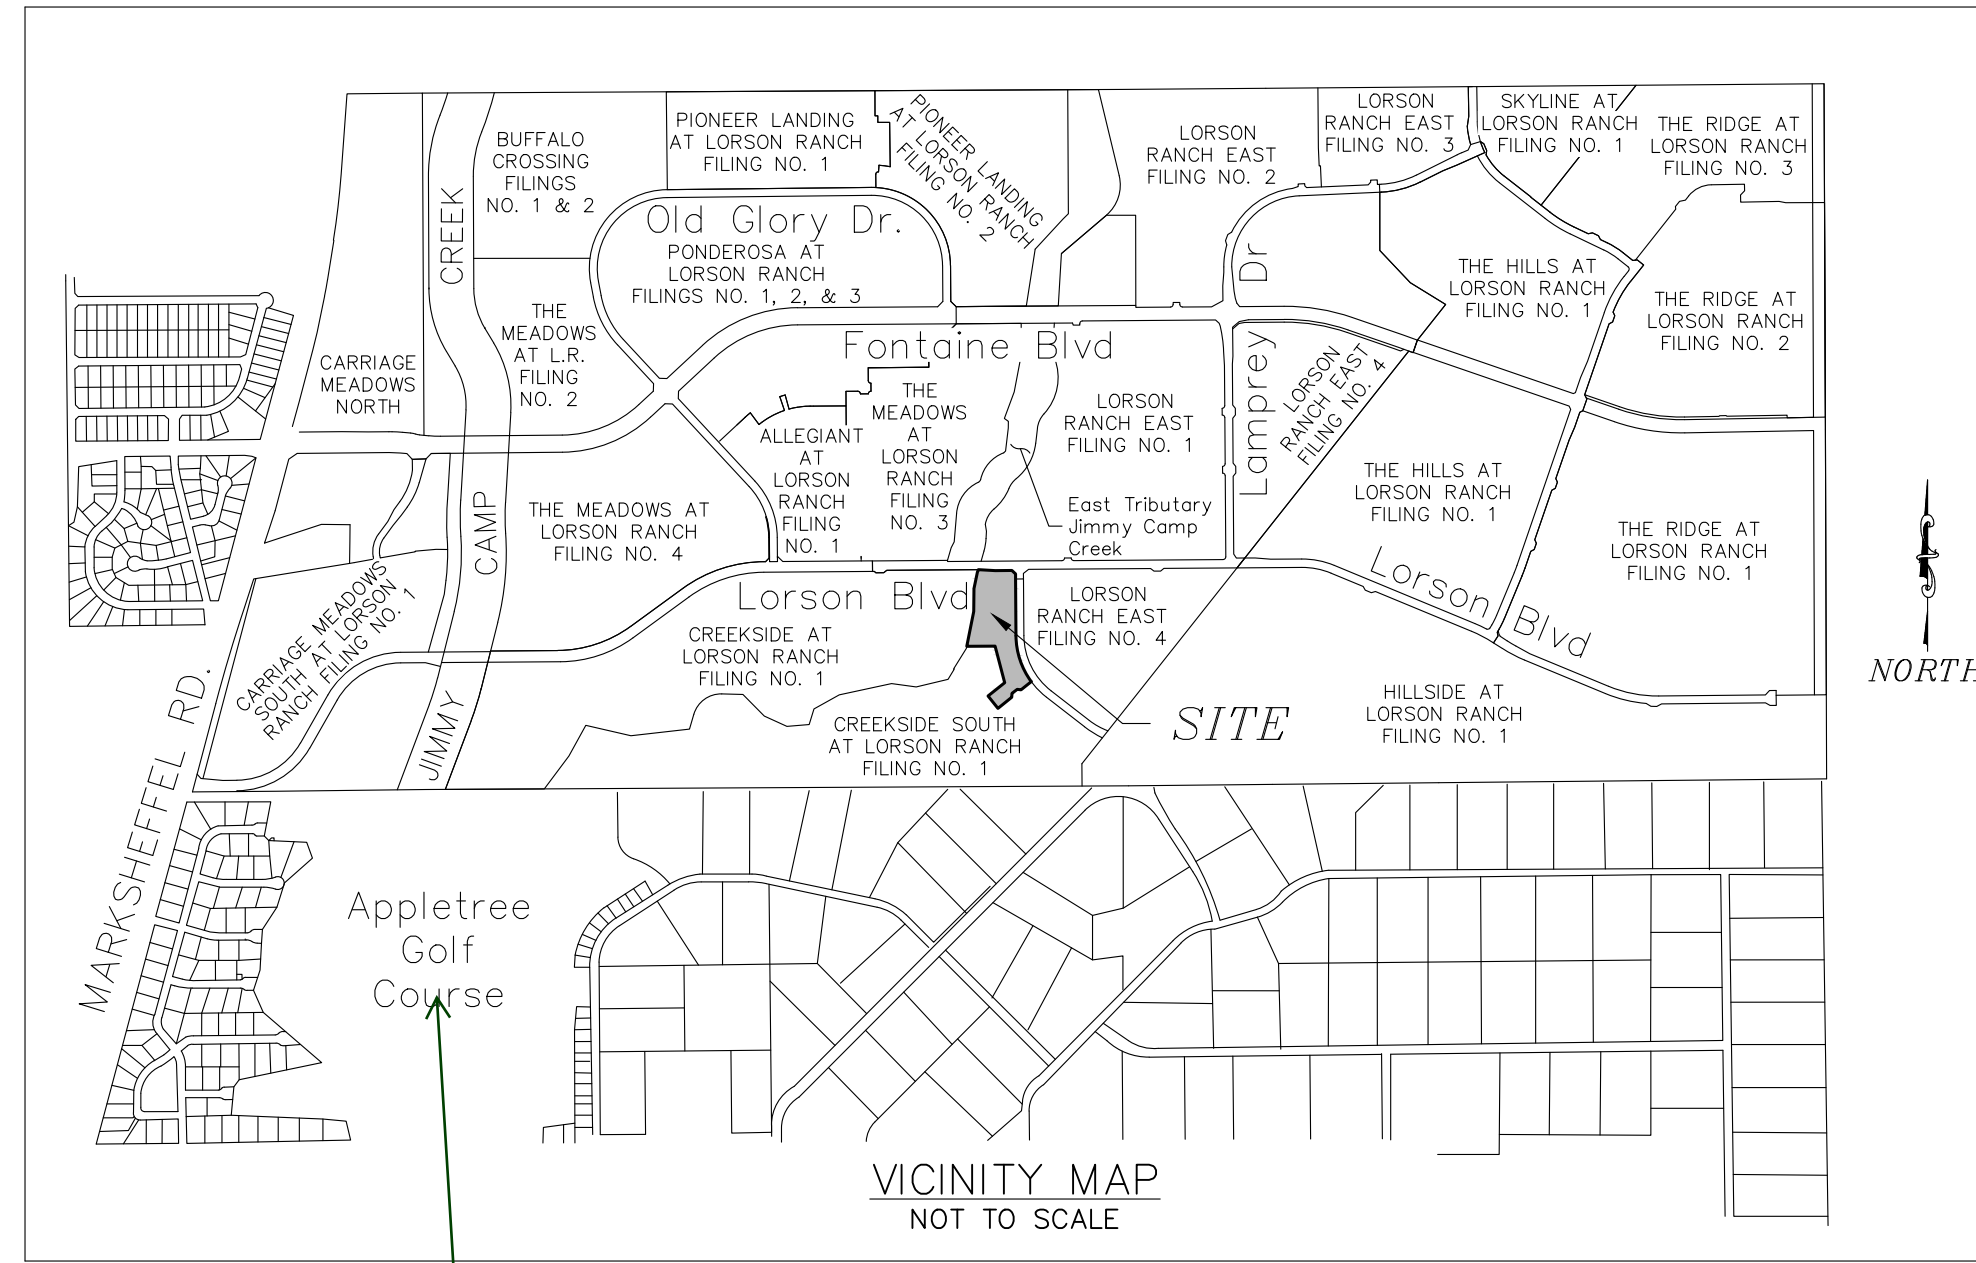 BUFFALO
CROSSING
FILINGS
NO. 1 & 2
PIONEER LANDING
AT LORSON RANCH
FILING NO. 1
PIONEER LANDING
AT LORSON RANCH
FILING NO. 2
LORSON
RANCH EAST
FILING NO. 2
LORSON
RANCH EAST
FILING NO. 3
SKYLINE AT
LORSON RANCH
FILING NO. 1
THE RIDGE AT
LORSON RANCH
FILING NO. 3
Old Glory Dr.
PONDEROSA AT
LORSON RANCH
FILINGS NO. 1, 2, & 3
THE
MEADOWS
AT L.R.
FILING
NO. 2
CARRIAGE
MEADOWS
NORTH
JIMMY CAMP CREEK
Fontaine Blvd
Lamprey Dr
THE HILLS AT
LORSON RANCH
FILING NO. 1
THE RIDGE AT
LORSON RANCH
FILING NO. 2
LORSON
RANCH EAST
FILING NO. 4
ALLEGIANT
AT
LORSON
RANCH
FILING
NO. 1
THE
MEADOWS
AT
LORSON
RANCH
FILING
NO. 3
LORSON
RANCH EAST
FILING NO. 1
East Tributary
Jimmy Camp
Creek
THE HILLS AT
LORSON RANCH
FILING NO. 1
THE RIDGE AT
LORSON RANCH
FILING NO. 1
THE MEADOWS AT
LORSON RANCH
FILING NO. 4
CARRIAGE MEADOWS
SOUTH AT LORSON
RANCH FILING NO. 1
Lorson Blvd
Lorson Blvd
CREEKSIDE AT
LORSON RANCH
FILING NO. 1
LORSON
RANCH EAST
FILING NO. 4
CREEKSIDE SOUTH
AT LORSON RANCH
FILING NO. 1
SITE
HILLSIDE AT
LORSON RANCH
FILING NO. 1
NORTH
MARKSHEFFEL RD.
Appletree
Golf
Course
VICINITY MAP
NOT TO SCALE